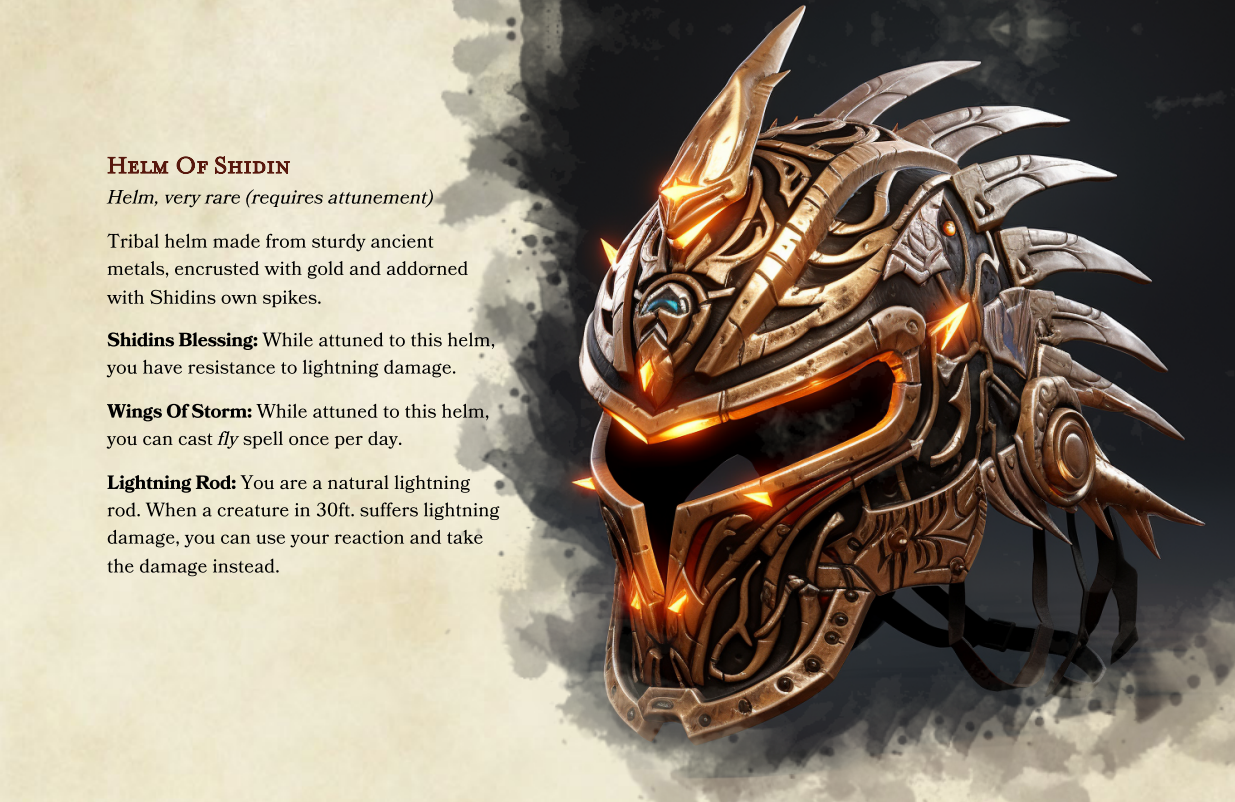 Helm Of Shidin
Helm, very rare (requires attunement)
Tribal helm made from sturdy ancient
metals, encrusted with gold and addorned
with Shidins own spikes.
Shidins Blessing: While attuned to this helm,
you have resistance to lightning damage.
Wings Of Storm: While attuned to this helm,
you can cast fly spell once per day.
Lightning Rod: You are a natural lightning
rod. When a creature in 30ft. suffers lightning
damage, you can use your reaction and take
the damage instead.